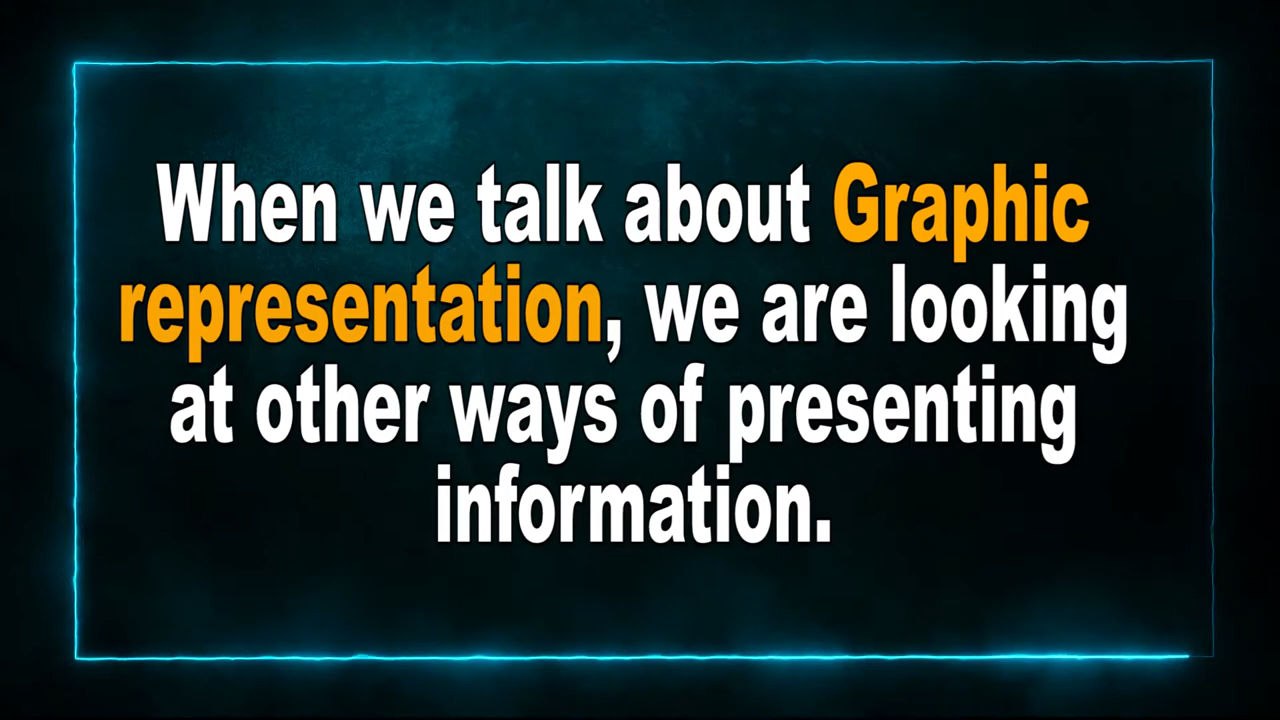 When we talk about Graphic
representation, we are looking
at other ways of presenting
information.